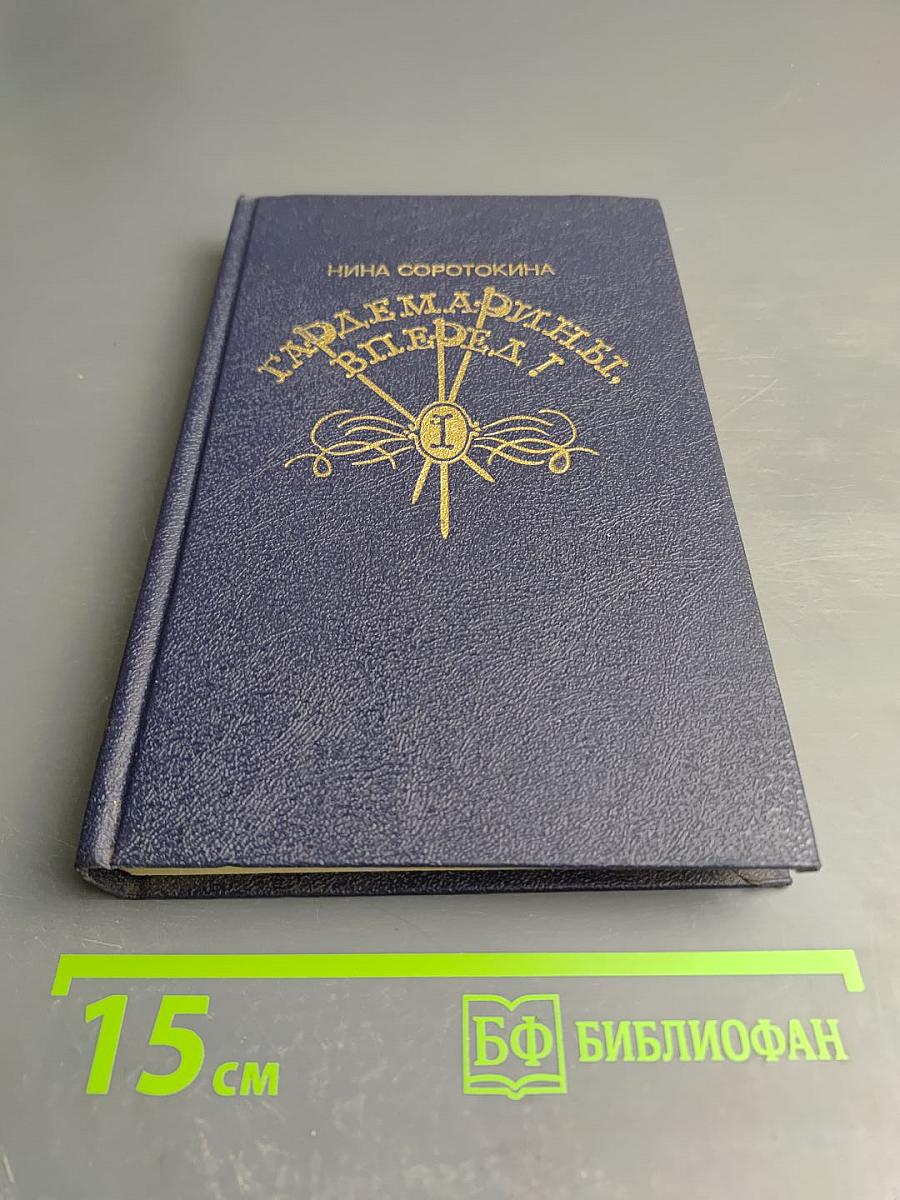 НИНА СОРОТОКИНА
ГАРДЕМАРИНЫ,
ВПЕРЕД!
I
15 см
БФ БИБЛИОФАН